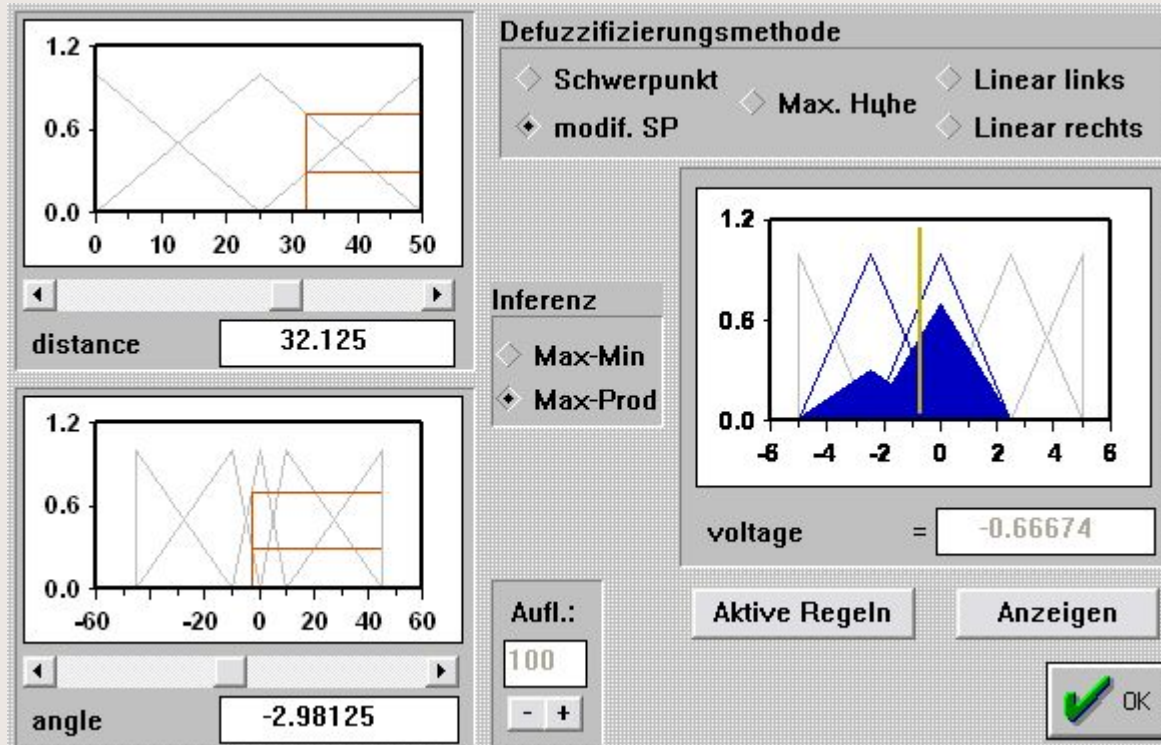 1.2
0.6
0.0
0 10 20 30 40 50
distance 32.125
1.2
0.6
0.0
-60 -20 0 20 40 60
angle -2.98125
Defuzzifizierungsmethode
Schwerpunkt
modif. SP
Max. Hцhe
Linear links
Linear rechts
Inferenz
Max-Min
Max-Prod
1.2
0.6
0.0
-6 -4 -2 0 2 4 6
voltage = -0.66674
Aufl.:
100
- +
Aktive Regeln
Anzeigen
OK